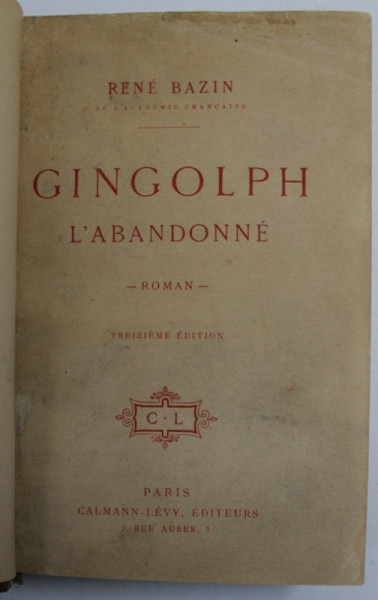 RENÉ BAZIN
DE L'ACADÉMIE FRANÇAISE
GINGOLPH
L'ABANDONNÉ
— ROMAN —
TREIZIÈME ÉDITION
C · L
PARIS
CALMANN-LÉVY, ÉDITEURS
3, RUE AUBER, 3